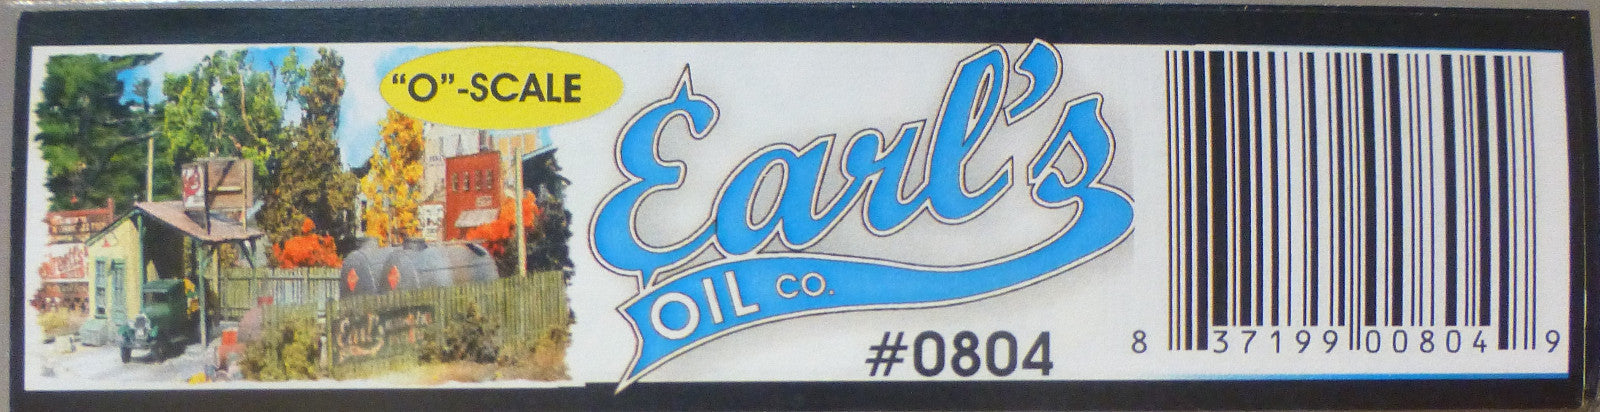 “O”-SCALE
Earl's
OIL CO.
#0804
8 37199 00804 9